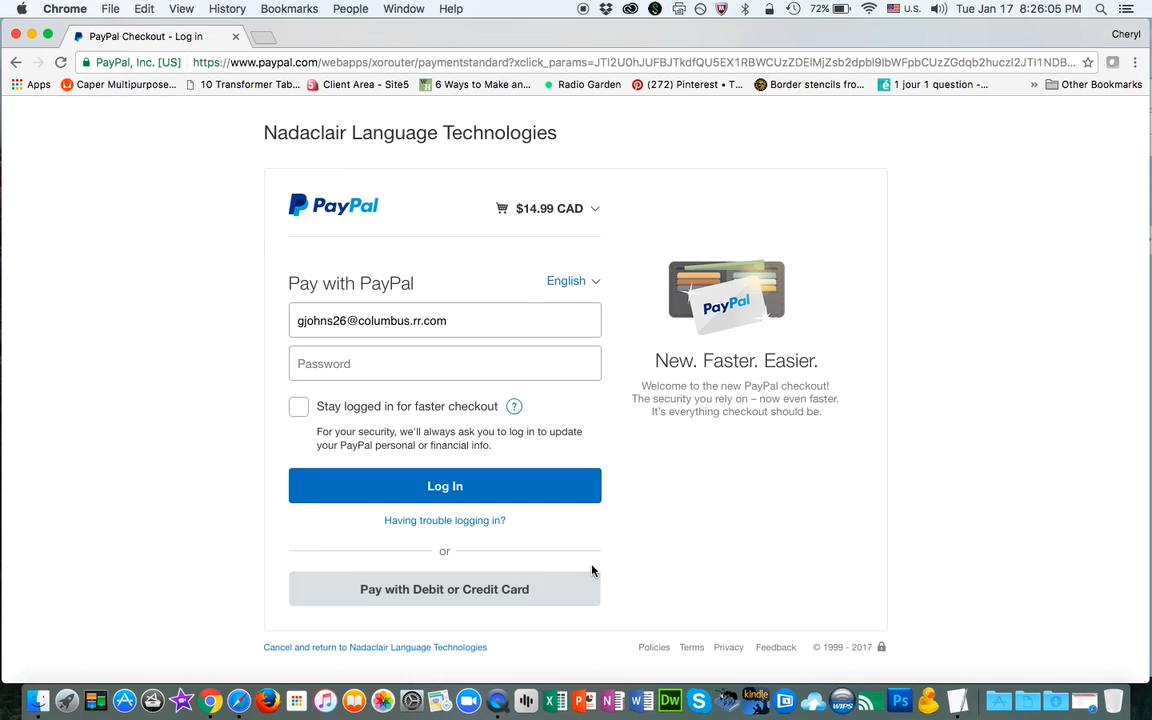 Chrome File Edit View History Bookmarks People Window Help 72% U.S. Tue Jan 17 8:26:05 PM
PayPal Checkout - Log in Cheryl
PayPal, Inc. [US] https://www.paypal.com/webapps/xorouter/paymentstandard?xclick_params=
Apps Caper Multipurpose... 10 Transformer Tab... Client Area - Site5 6 Ways to Make an... Radio Garden (272) Pinterest • T... Border stencils fro... 1 jour 1 question -... » Other Bookmarks
Nadaclair Language Technologies
PayPal $14.99 CAD
Pay with PayPal English
gjohns26@columbus.rr.com
Password
Stay logged in for faster checkout ?
For your security, we'll always ask you to log in to update
your PayPal personal or financial info.
Log In
Having trouble logging in?
or
Pay with Debit or Credit Card
PayPal
New. Faster. Easier.
Welcome to the new PayPal checkout!
The security you rely on – now even faster.
It's everything checkout should be.
Cancel and return to Nadaclair Language Technologies Policies Terms Privacy Feedback © 1999 - 2017
Dw kindle WIPS Ps